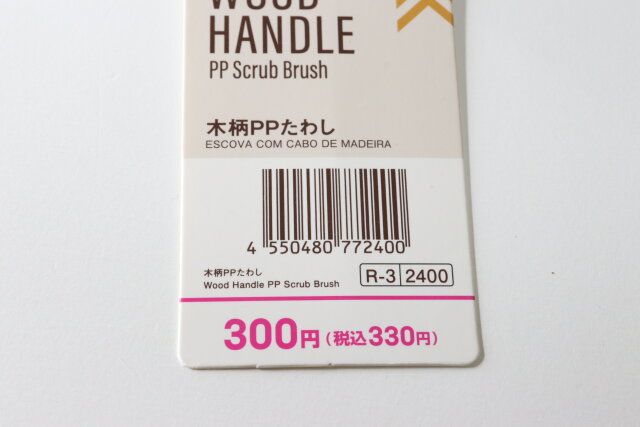 WOOD
HANDLE
PP Scrub Brush
木柄PPたわし
ESCOVA COM CABO DE MADEIRA
4 550480 772400
木柄PPたわし
Wood Handle PP Scrub Brush
R-3 2400
300円(税込330円)